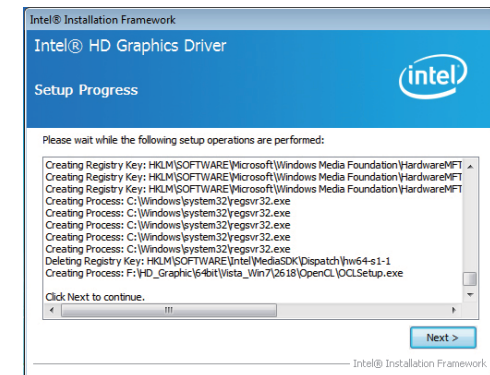 Intel® Installation Framework
Intel® HD Graphics Driver
intel
Setup Progress
Please wait while the following setup operations are performed:
Creating Registry Key: HKLM\SOFTWARE\Microsoft\Windows Media Foundation\HardwareMFT
Creating Registry Key: HKLM\SOFTWARE\Microsoft\Windows Media Foundation\HardwareMFT
Creating Registry Key: HKLM\SOFTWARE\Microsoft\Windows Media Foundation\HardwareMFT
Creating Process: C:\Windows\system32\regsvr32.exe
Creating Process: C:\Windows\system32\regsvr32.exe
Creating Process: C:\Windows\system32\regsvr32.exe
Creating Process: C:\Windows\system32\regsvr32.exe
Creating Process: C:\Windows\system32\regsvr32.exe
Deleting Registry Key: HKLM\SOFTWARE\Intel\MediaSDK\Dispatch\hw64-s1-1
Creating Process: F:\HD_Graphic\64bit\Vista_Win7\2618\OpenCL\OCLSetup.exe
Click Next to continue.
Next >
Intel® Installation Framework